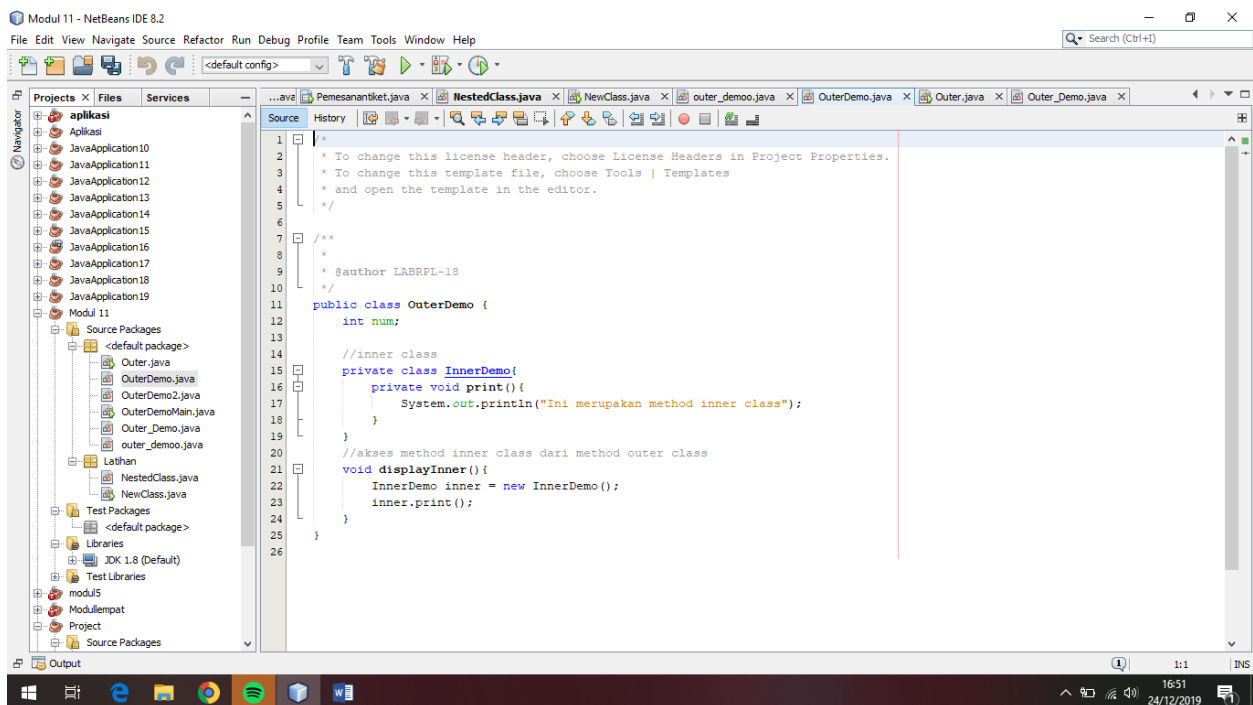 Modul 11 - NetBeans IDE 8.2
File Edit View Navigate Source Refactor Run Debug Profile Team Tools Window Help
Search (Ctrl+I)
<default config>
Projects Files Services
...ava Pemesanantiket.java NestedClass.java NewClass.java outer_demoo.java OuterDemo.java Outer.java Outer_Demo.java
Navigator
aplikasi
Aplikasi
JavaApplication10
JavaApplication11
JavaApplication12
JavaApplication13
JavaApplication14
JavaApplication15
JavaApplication16
JavaApplication17
JavaApplication18
JavaApplication19
Modul 11
Source Packages
<default package>
Outer.java
OuterDemo.java
OuterDemo2.java
OuterDemoMain.java
Outer_Demo.java
outer_demoo.java
Latihan
NestedClass.java
NewClass.java
Test Packages
<default package>
Libraries
JDK 1.8 (Default)
Test Libraries
modul5
Modullempat
Project
Source Packages
Source History
1 /*
2 * To change this license header, choose License Headers in Project Properties.
3 * To change this template file, choose Tools | Templates
4 * and open the template in the editor.
5 */
6
7 /**
8 *
9 * @author LABRPL-18
10 */
11 public class OuterDemo {
12 int num;
13
14 //inner class
15 private class InnerDemo{
16 private void print(){
17 System.out.println("Ini merupakan method inner class");
18 }
19 }
20 //akses method inner class dari method outer class
21 void displayInner(){
22 InnerDemo inner = new InnerDemo();
23 inner.print();
24 }
25 }
26
Output
1 1:1 INS
16:51
24/12/2019